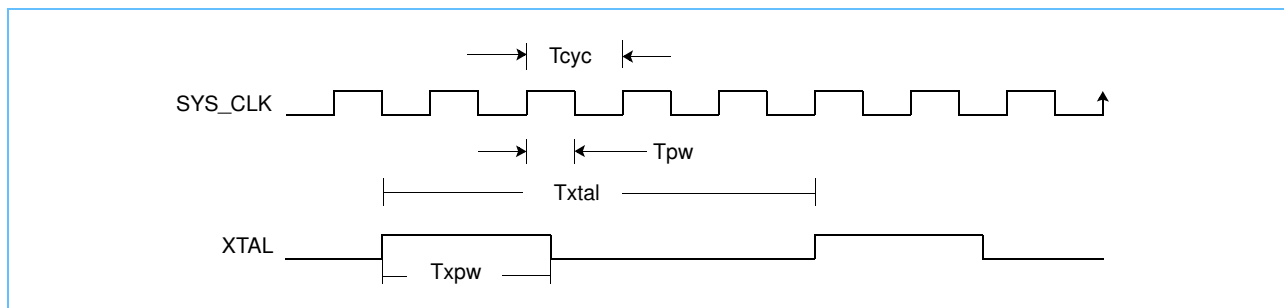 Tcyc
SYS_CLK
Tpw
Txtal
XTAL
Txpw